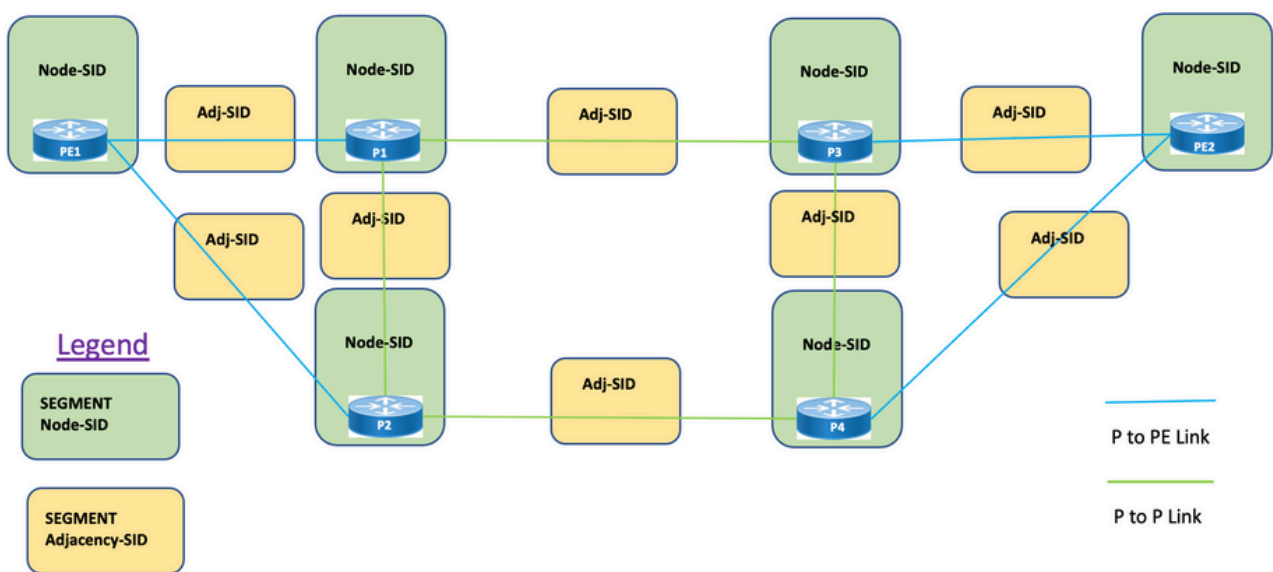 Node-SID
Node-SID
Node-SID
Node-SID
Adj-SID
Adj-SID
Adj-SID
PE1
P1
P3
PE2
Adj-SID
Adj-SID
Adj-SID
Adj-SID
Legend
Node-SID
Node-SID
SEGMENT
Node-SID
Adj-SID
P2
P4
P to PE Link
SEGMENT
Adjacency-SID
P to P Link